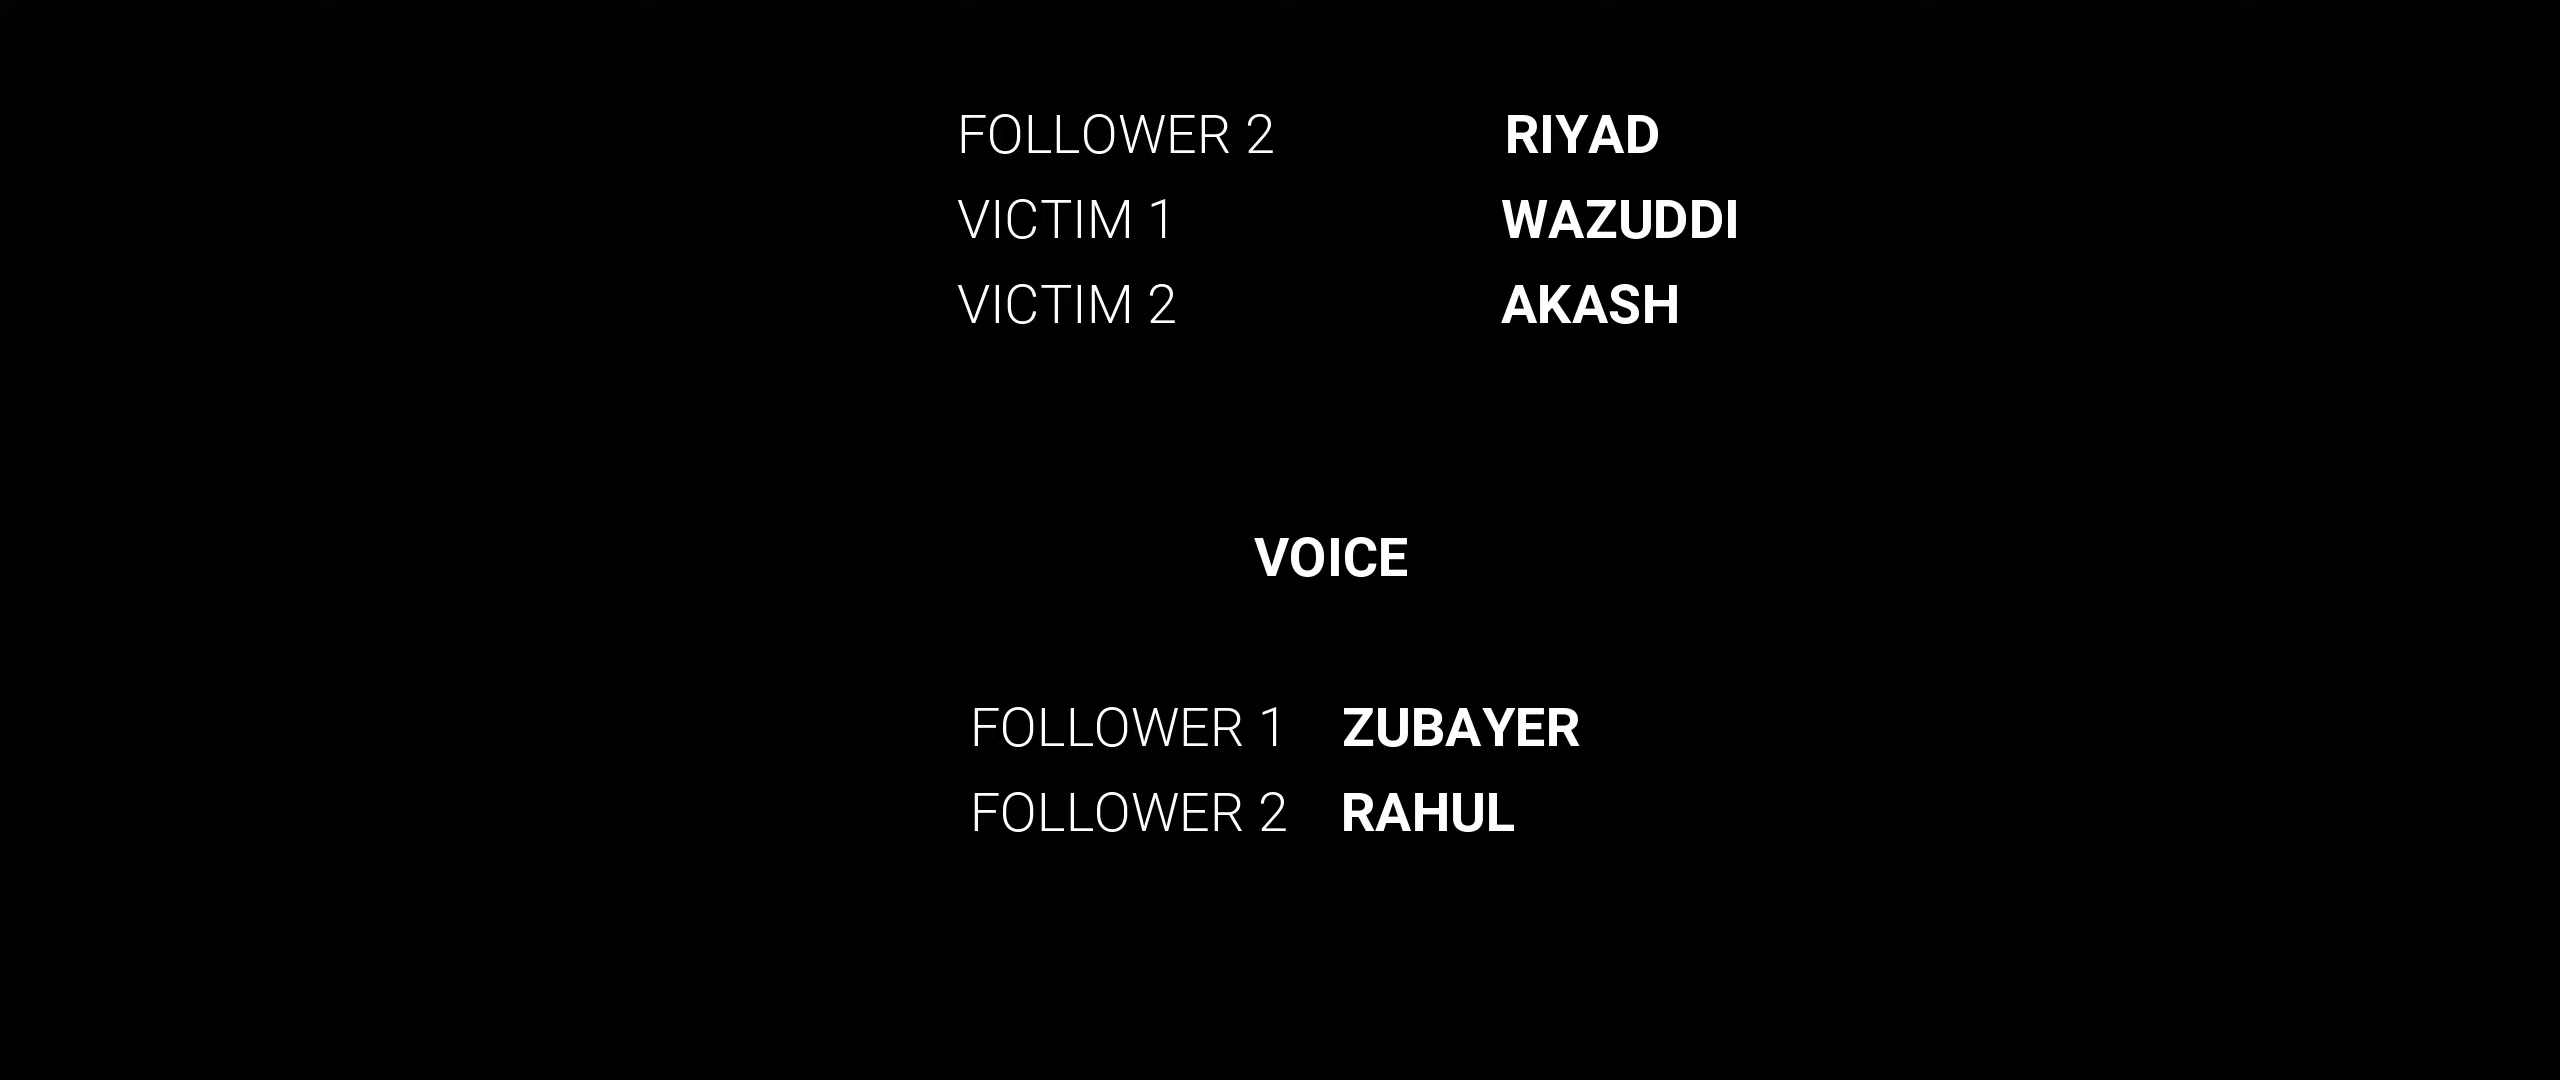 FOLLOWER 2 RIYAD
VICTIM 1 WAZUDDI
VICTIM 2 AKASH
VOICE
FOLLOWER 1 ZUBAYER
FOLLOWER 2 RAHUL